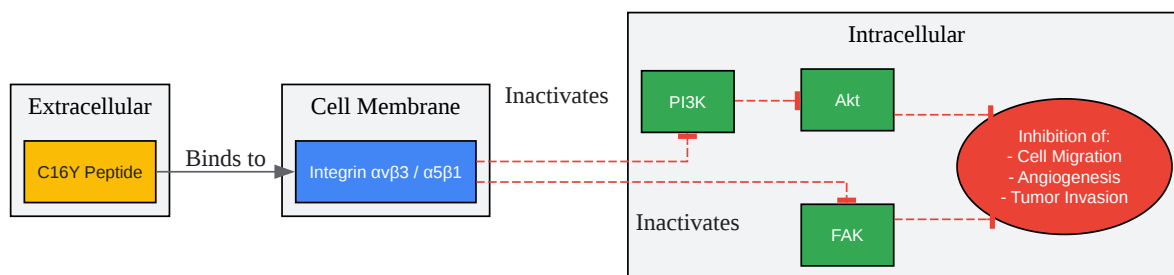 Extracellular
C16Y Peptide
Binds to
Cell Membrane
Integrin αvβ3 / α5β1
Inactivates
Inactivates
Intracellular
PI3K
Akt
FAK
Inhibition of:
- Cell Migration
- Angiogenesis
- Tumor Invasion